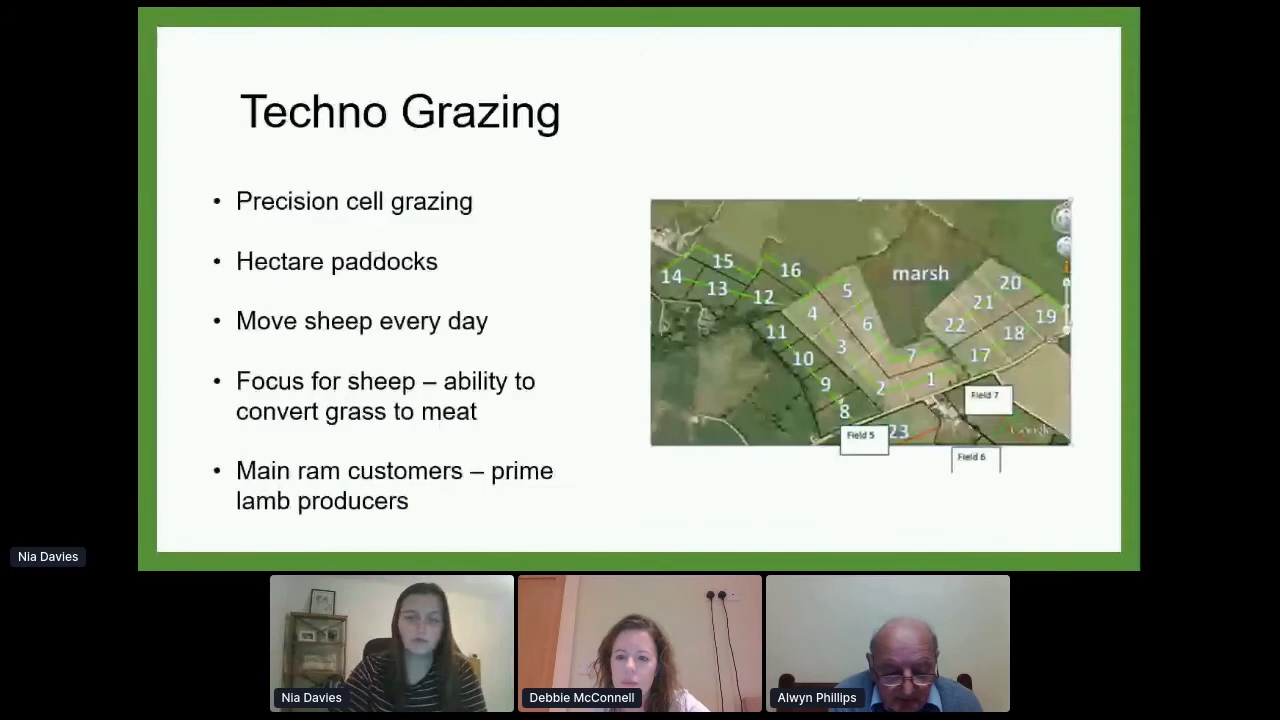 Techno Grazing
• Precision cell grazing
• Hectare paddocks
• Move sheep every day
• Focus for sheep – ability to
convert grass to meat
• Main ram customers – prime
lamb producers
marsh
15
16
14
13
12
5
20
21
4
6
22
19
11
3
18
10
7
17
9
2
1
8
Field 7
23
Field 5
Google
Field 6
Nia Davies
Nia Davies
Debbie McConnell
Alwyn Phillips